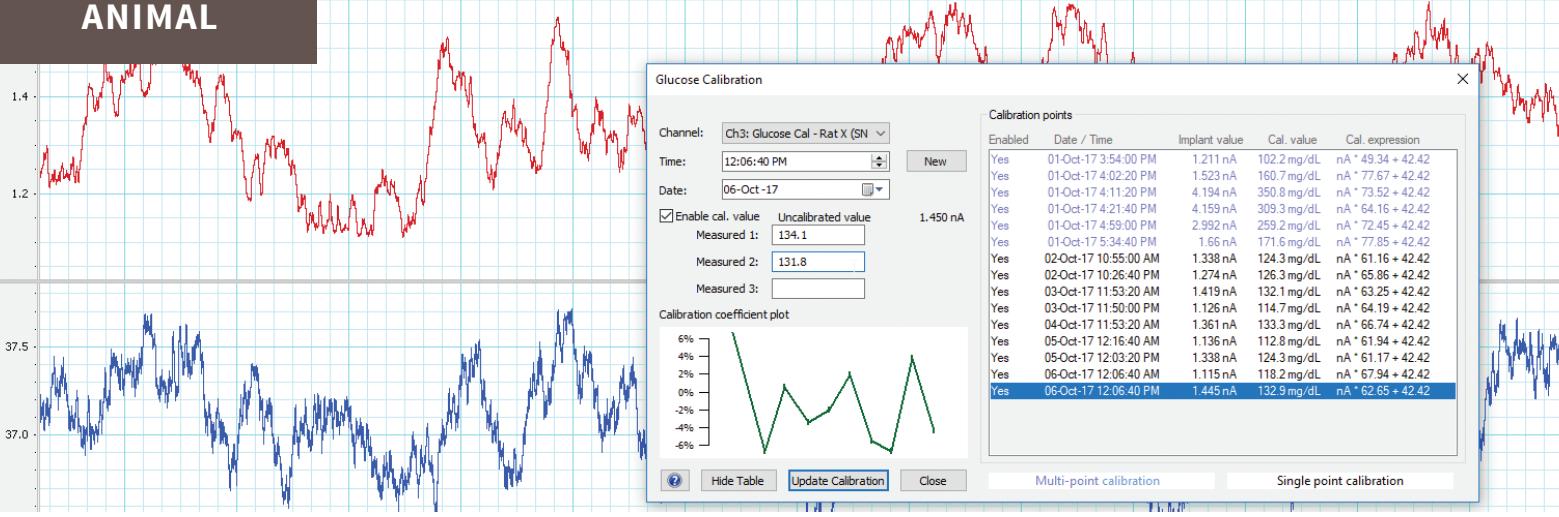 ANIMAL
1.4
1.2
37.5
37.0
Glucose Calibration
Channel: Ch3: Glucose Cal - Rat X (SN
Time: 12:06:40 PM New
Date: 06-Oct -17
Enable cal. value Uncalibrated value 1.450 nA
Measured 1: 134.1
Measured 2: 131.8
Measured 3:
Calibration coefficient plot
6%
4%
2%
0%
-2%
-4%
-6%
? Hide Table Update Calibration Close
Calibration points
Enabled Date / Time Implant value Cal. value Cal. expression
Yes 01-Oct-17 3:54:00 PM 1.211 nA 102.2 mg/dL nA * 49.34 + 42.42
Yes 01-Oct-17 4:02:20 PM 1.523 nA 160.7 mg/dL nA * 77.67 + 42.42
Yes 01-Oct-17 4:11:20 PM 4.194 nA 350.8 mg/dL nA * 73.52 + 42.42
Yes 01-Oct-17 4:21:40 PM 4.159 nA 309.3 mg/dL nA * 64.16 + 42.42
Yes 01-Oct-17 4:59:00 PM 2.992 nA 259.2 mg/dL nA * 72.45 + 42.42
Yes 01-Oct-17 5:34:40 PM 1.66 nA 171.6 mg/dL nA * 77.85 + 42.42
Yes 02-Oct-17 10:55:00 AM 1.338 nA 124.3 mg/dL nA * 61.16 + 42.42
Yes 02-Oct-17 10:26:40 PM 1.274 nA 126.3 mg/dL nA * 65.86 + 42.42
Yes 03-Oct-17 11:53:20 AM 1.419 nA 132.1 mg/dL nA * 63.25 + 42.42
Yes 03-Oct-17 11:50:00 PM 1.126 nA 114.7 mg/dL nA * 64.19 + 42.42
Yes 04-Oct-17 11:53:20 AM 1.361 nA 133.3 mg/dL nA * 66.74 + 42.42
Yes 05-Oct-17 12:16:40 AM 1.136 nA 112.8 mg/dL nA * 61.94 + 42.42
Yes 05-Oct-17 12:03:20 PM 1.338 nA 124.3 mg/dL nA * 61.17 + 42.42
Yes 06-Oct-17 12:06:40 AM 1.115 nA 118.2 mg/dL nA * 67.94 + 42.42
Yes 06-Oct-17 12:06:40 PM 1.445 nA 132.9 mg/dL nA * 62.65 + 42.42
Multi-point calibration Single point calibration